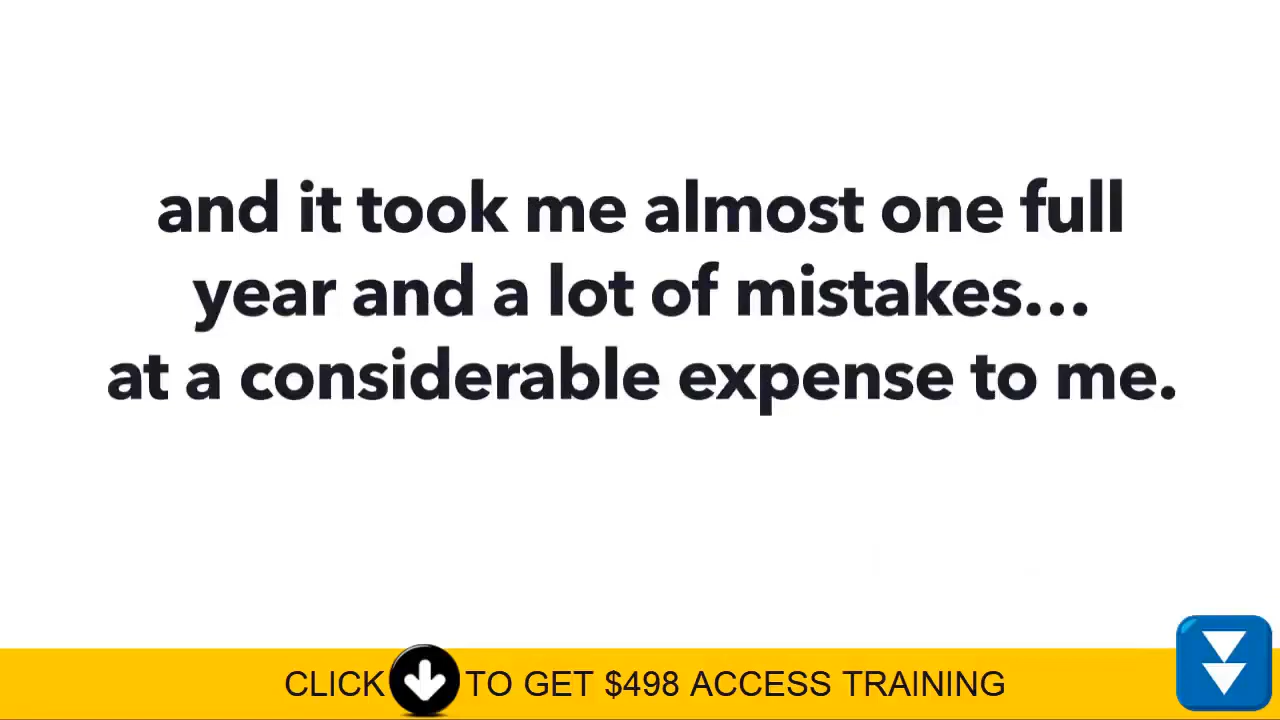 and it took me almost one full
year and a lot of mistakes...
at a considerable expense to me.
CLICK TO GET $498 ACCESS TRAINING